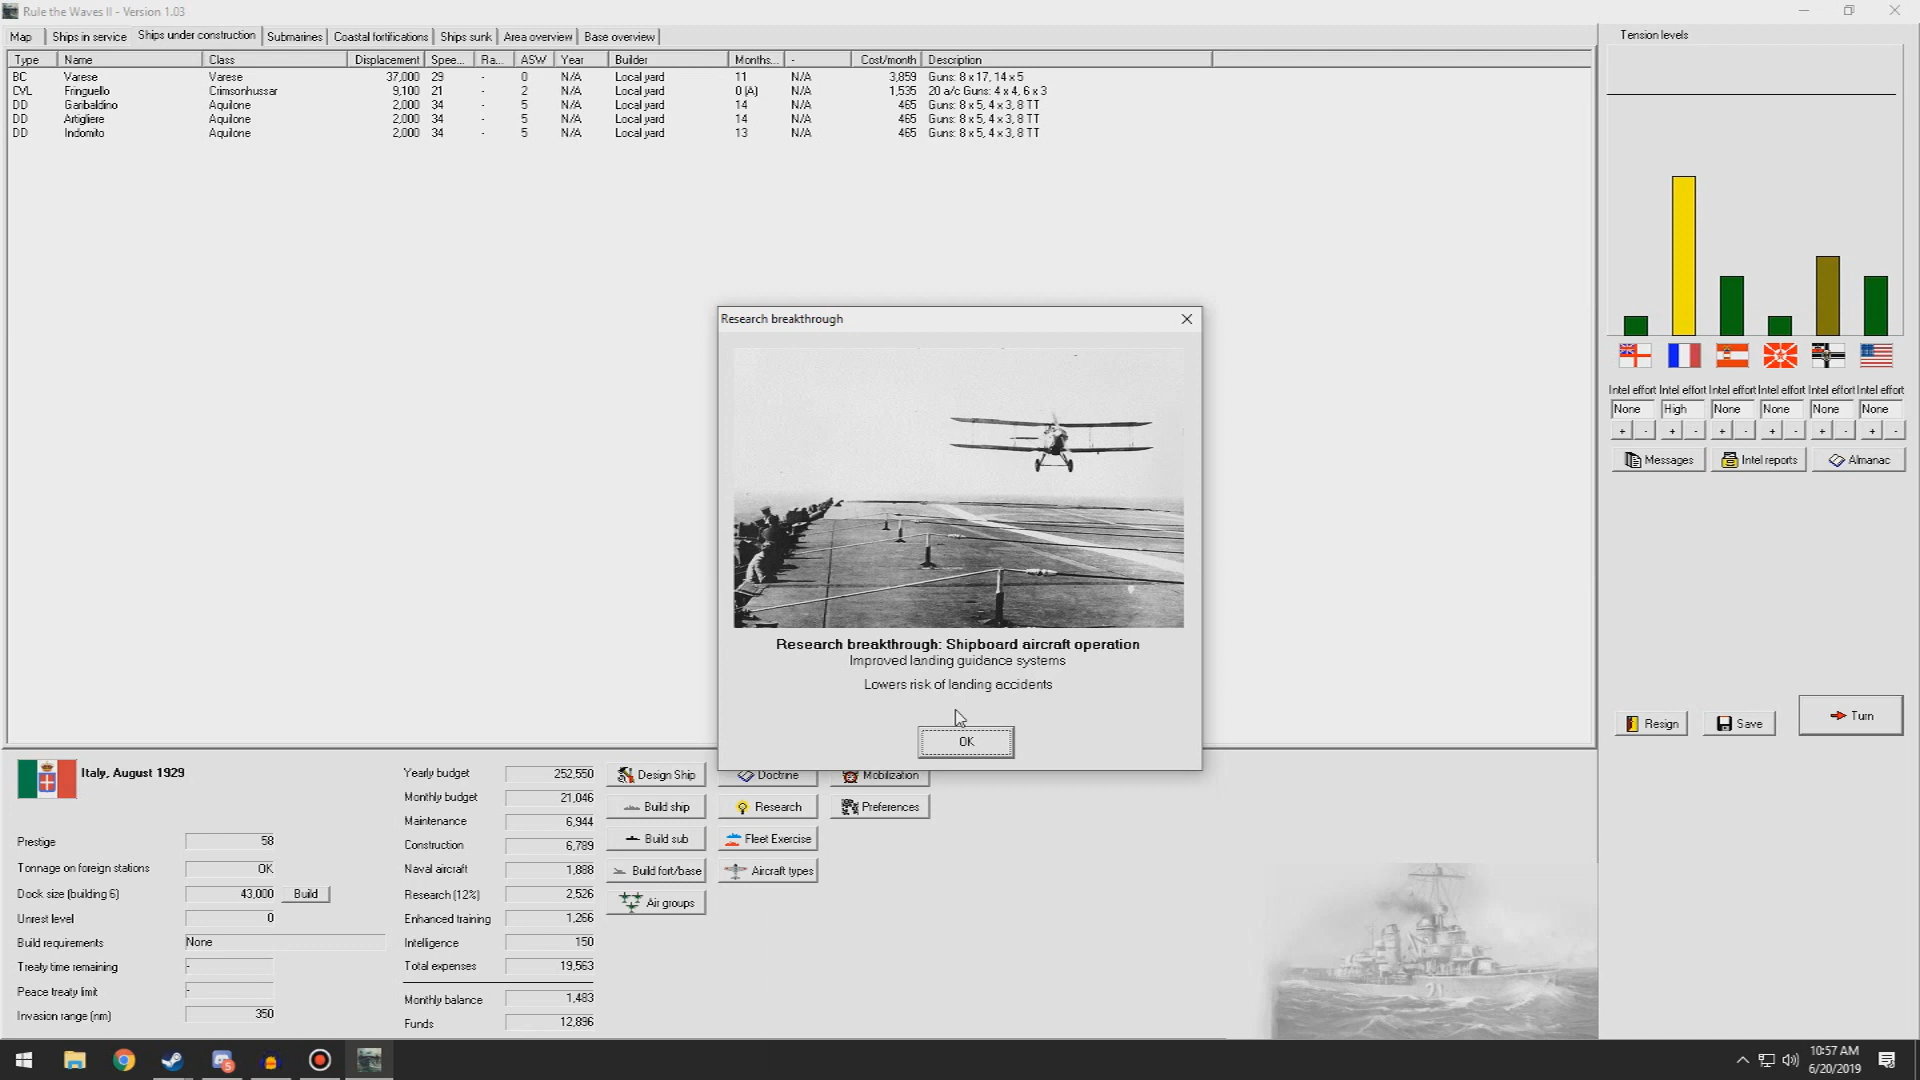 Rule the Waves II - Version 1.03
Map Ships in service Ships under construction Submarines Coastal fortifications Ships sunk Area overview Base overview
Type Name Class Displacement Spee... Ra... ASW Year Builder Months... - Cost/month Description
BC Varese Varese 37,000 29 - 0 N/A Local yard 11 N/A 3,859 Guns: 8 x 17, 14 x 5
CVL Fringuello Crimsonhussar 9,100 21 - 2 N/A Local yard 0 (A) N/A 1,535 20 a/c Guns: 4 x 4, 6 x 3
DD Garibaldino Aquilone 2,000 34 - 5 N/A Local yard 14 N/A 465 Guns: 8 x 5, 4 x 3, 8 TT
DD Artigliere Aquilone 2,000 34 - 5 N/A Local yard 14 N/A 465 Guns: 8 x 5, 4 x 3, 8 TT
DD Indomito Aquilone 2,000 34 - 5 N/A Local yard 13 N/A 465 Guns: 8 x 5, 4 x 3, 8 TT
Tension levels
Intel effort Intel effort Intel effort Intel effort Intel effort Intel effort
None High None None None None
+ - + - + - + - + - + -
Messages Intel reports Almanac
Resign Save Turn
Research breakthrough
Research breakthrough: Shipboard aircraft operation
Improved landing guidance systems
Lowers risk of landing accidents
OK
Italy, August 1929
Prestige 58
Tonnage on foreign stations OK
Dock size (building 6) 43,000 Build
Unrest level 0
Build requirements None
Treaty time remaining -
Peace treaty limit -
Invasion range (nm) 350
Yearly budget 252,550
Monthly budget 21,046
Maintenance 6,944
Construction 6,789
Naval aircraft 1,888
Research (12%) 2,526
Enhanced training 1,266
Intelligence 150
Total expenses 19,563
Monthly balance 1,483
Funds 12,896
Design Ship Doctrine Mobilization
Build ship Research Preferences
Build sub Fleet Exercise
Build fort/base Aircraft types
Air groups
10:57 AM
6/20/2019